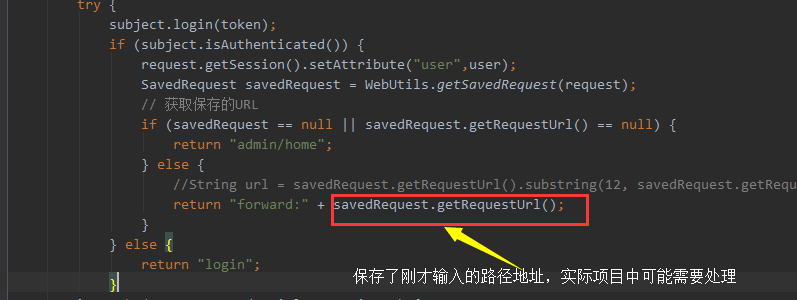 try {
subject.login(token);
if (subject.isAuthenticated()) {
request.getSession().setAttribute("user",user);
SavedRequest savedRequest = WebUtils.getSavedRequest(request);
// 获取保存的URL
if (savedRequest == null || savedRequest.getRequestUrl() == null) {
return "admin/home";
} else {
//String url = savedRequest.getRequestUrl().substring(12, savedRequest.getReque
return "forward:" + savedRequest.getRequestUrl();
}
} else {
return "login";
}
保存了刚才输入的路径地址，实际项目中可能需要处理